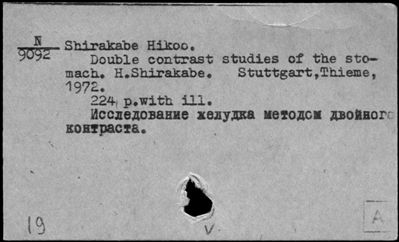 N
9092
Shirakabe Hikoo.
Double contrast studies of the sto-
mach. H.Shirakabe. Stuttgart,Thieme,
1972.
224 p.with ill.
Исследование желудка методом двойного
контраста.
19
v.
A